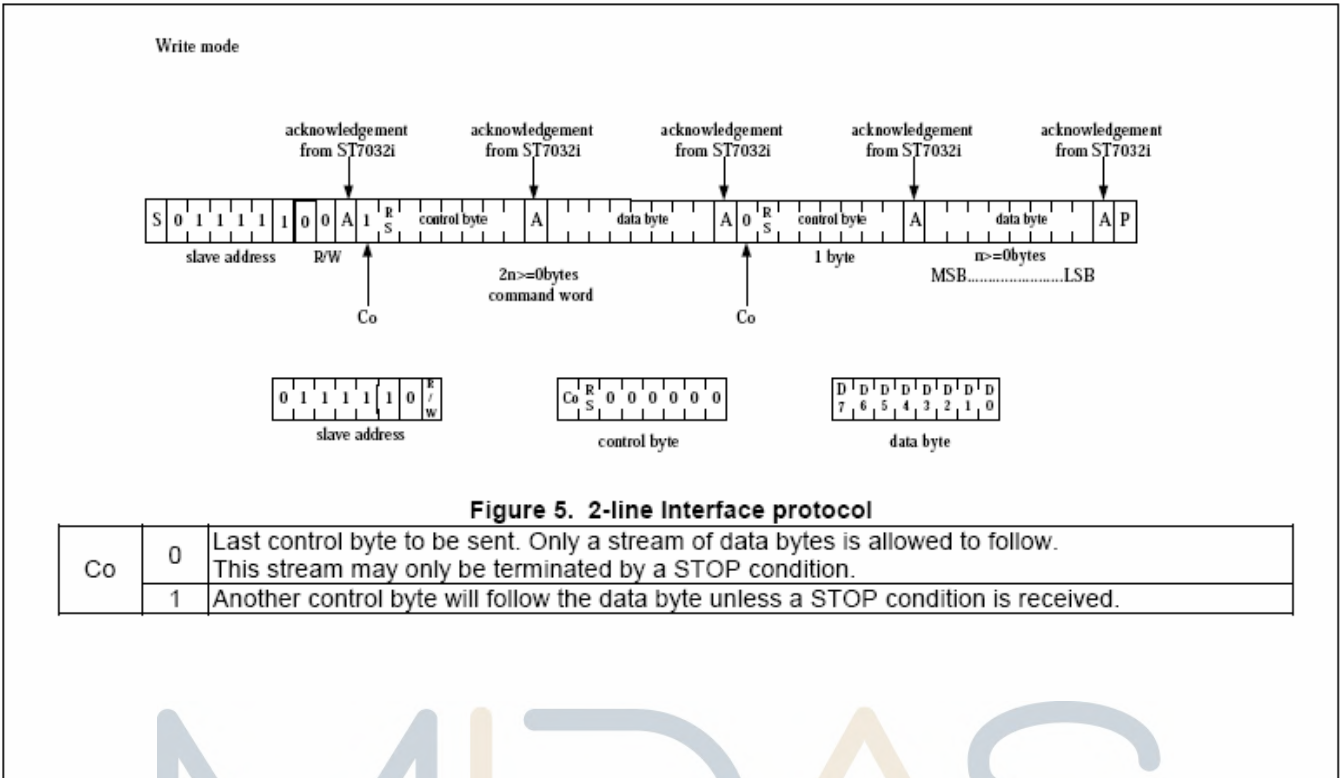 Write mode
acknowledgement acknowledgement acknowledgement acknowledgement acknowledgement
from ST7032i from ST7032i from ST7032i from ST7032i from ST7032i
S 0 1 1 1 1 1 0 0 A 1 RS control byte A data byte A 0 RS control byte A data byte A P
slave address R/W 1 byte n>=0bytes
2n>=0bytes MSB........................LSB
command word
Co Co
0 1 1 1 1 1 0 R/W Co RS 0 0 0 0 0 0 D7 D6 D5 D4 D3 D2 D1 D0
slave address control byte data byte
Figure 5. 2-line Interface protocol
Co 0 Last control byte to be sent. Only a stream of data bytes is allowed to follow.
This stream may only be terminated by a STOP condition.
1 Another control byte will follow the data byte unless a STOP condition is received.
MIDAS